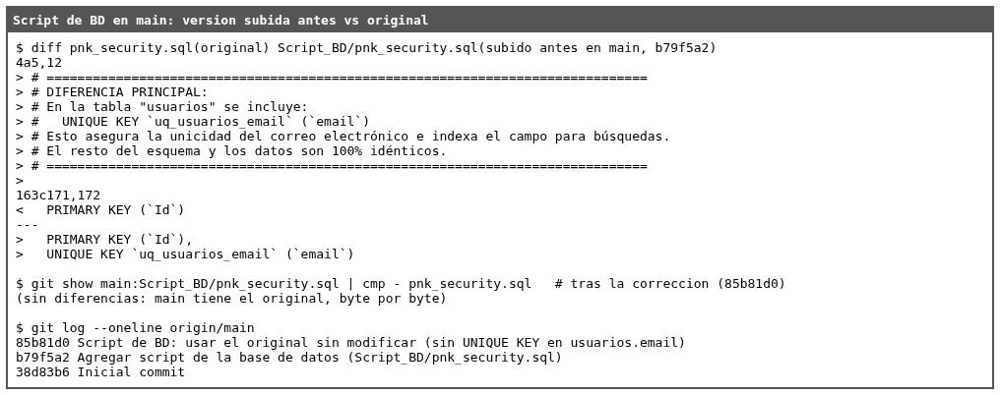 Script de BD en main: version subida antes vs original
$ diff pnk_security.sql(original) Script_BD/pnk_security.sql(subido antes en main, b79f5a2)
4a5,12
> # ==============================================================================
> # DIFERENCIA PRINCIPAL:
> # En la tabla "usuarios" se incluye:
> #   UNIQUE KEY `uq_usuarios_email` (`email`)
> # Esto asegura la unicidad del correo electrónico e indexa el campo para búsquedas.
> # El resto del esquema y los datos son 100% idénticos.
> # ==============================================================================
>
163c171,172
<   PRIMARY KEY (`Id`)
---
>   PRIMARY KEY (`Id`),
>   UNIQUE KEY `uq_usuarios_email` (`email`)
$ git show main:Script_BD/pnk_security.sql | cmp - pnk_security.sql   # tras la correccion (85b81d0)
(sin diferencias: main tiene el original, byte por byte)
$ git log --oneline origin/main
85b81d0 Script de BD: usar el original sin modificar (sin UNIQUE KEY en usuarios.email)
b79f5a2 Agregar script de la base de datos (Script_BD/pnk_security.sql)
38d83b6 Inicial commit